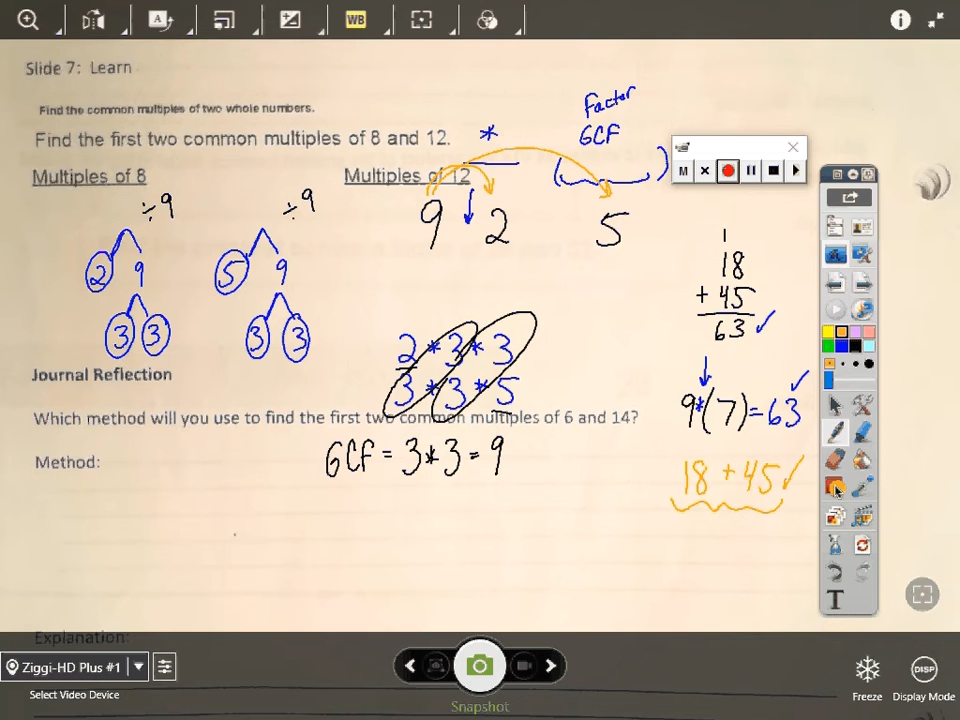 WB
Slide 7: Learn
Find the common multiples of two whole numbers.
Find the first two common multiples of 8 and 12.
Multiples of 8
Multiples of 12
Factor
GCF
*
( )
9 2 5
÷9
2 9
3 3
÷9
5 9
3 3
1
18
+ 45
63 ✓
2 * 3 * 3
3 * 3 * 5
GCF = 3 * 3 = 9
9*(7)=63 ✓
18 + 45 ✓
M
Journal Reflection
Which method will you use to find the first two common multiples of 6 and 14?
Method:
Explanation:
T
Ziggi-HD Plus #1
Select Video Device
Snapshot
Freeze
DISP
Display Mode